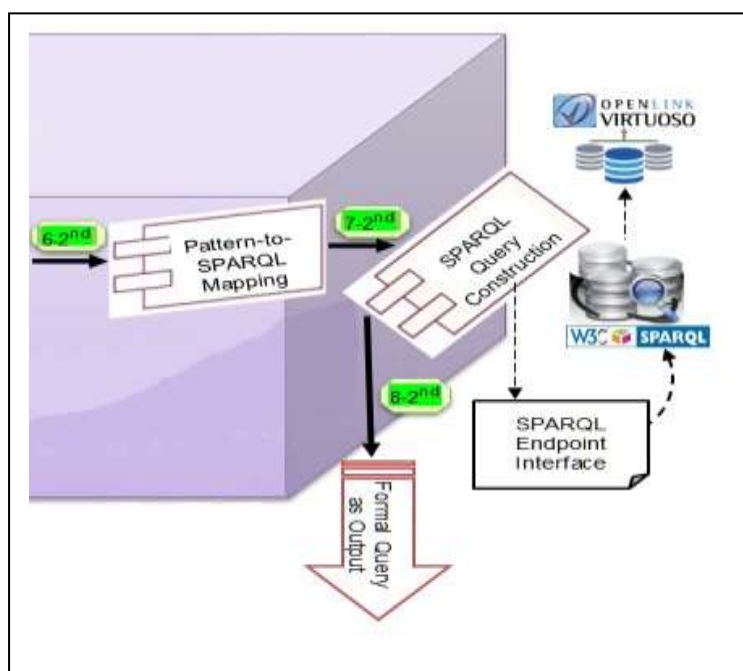 OPENLINK
VIRTUOSO
6-2nd
Pattern-to-
SPARQL
Mapping
7-2nd
SPARQL
Query
Construction
W3C SPARQL
8-2nd
SPARQL
Endpoint
Interface
Formal Query
as Output